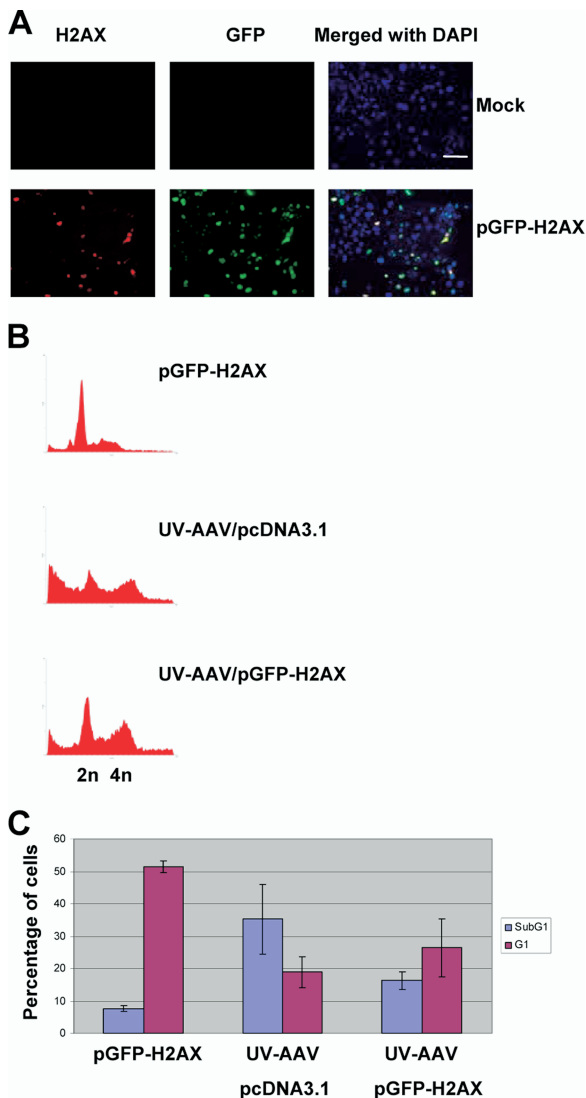 A
H2AX GFP Merged with DAPI
Mock
pGFP-H2AX
B
pGFP-H2AX
UV-AAV/pcDNA3.1
UV-AAV/pGFP-H2AX
2n 4n
C
Percentage of cells
60
50
40
30
20
10
0
SubG1
G1
pGFP-H2AX UV-AAV UV-AAV
pcDNA3.1 pGFP-H2AX